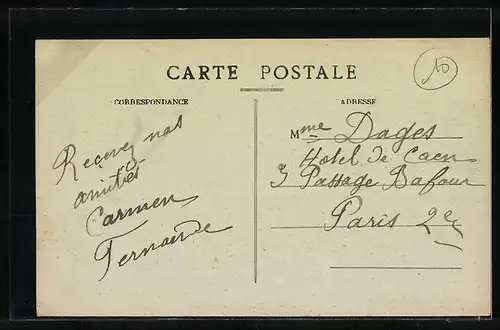 CARTE POSTALE
10
CORRESPONDANCE
ADRESSE
Recevez nos
amitiés
Carmen
Fernande
Mme Dages
Hotel de Caen
3 Passage Bafour
Paris 2e